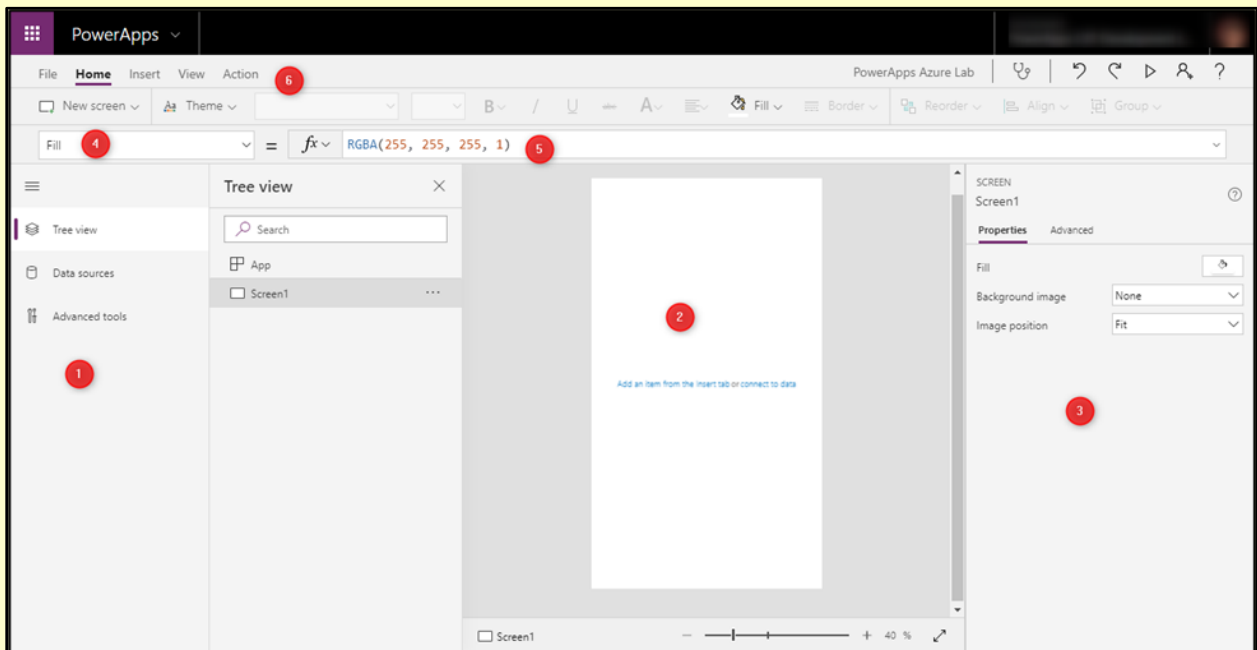 PowerApps
File Home Insert View Action 6 PowerApps Azure Lab ?
New screen Theme B / U abc A Fill Border Reorder Align Group
Fill 4 = fx RGBA(255, 255, 255, 1) 5
Tree view
Search
App
Screen1 ...
Tree view
Data sources
Advanced tools
1
2
Add an item from the Insert tab or connect to data
Screen1 − + 40 %
SCREEN
Screen1 ?
Properties Advanced
Fill
Background image None
Image position Fit
3